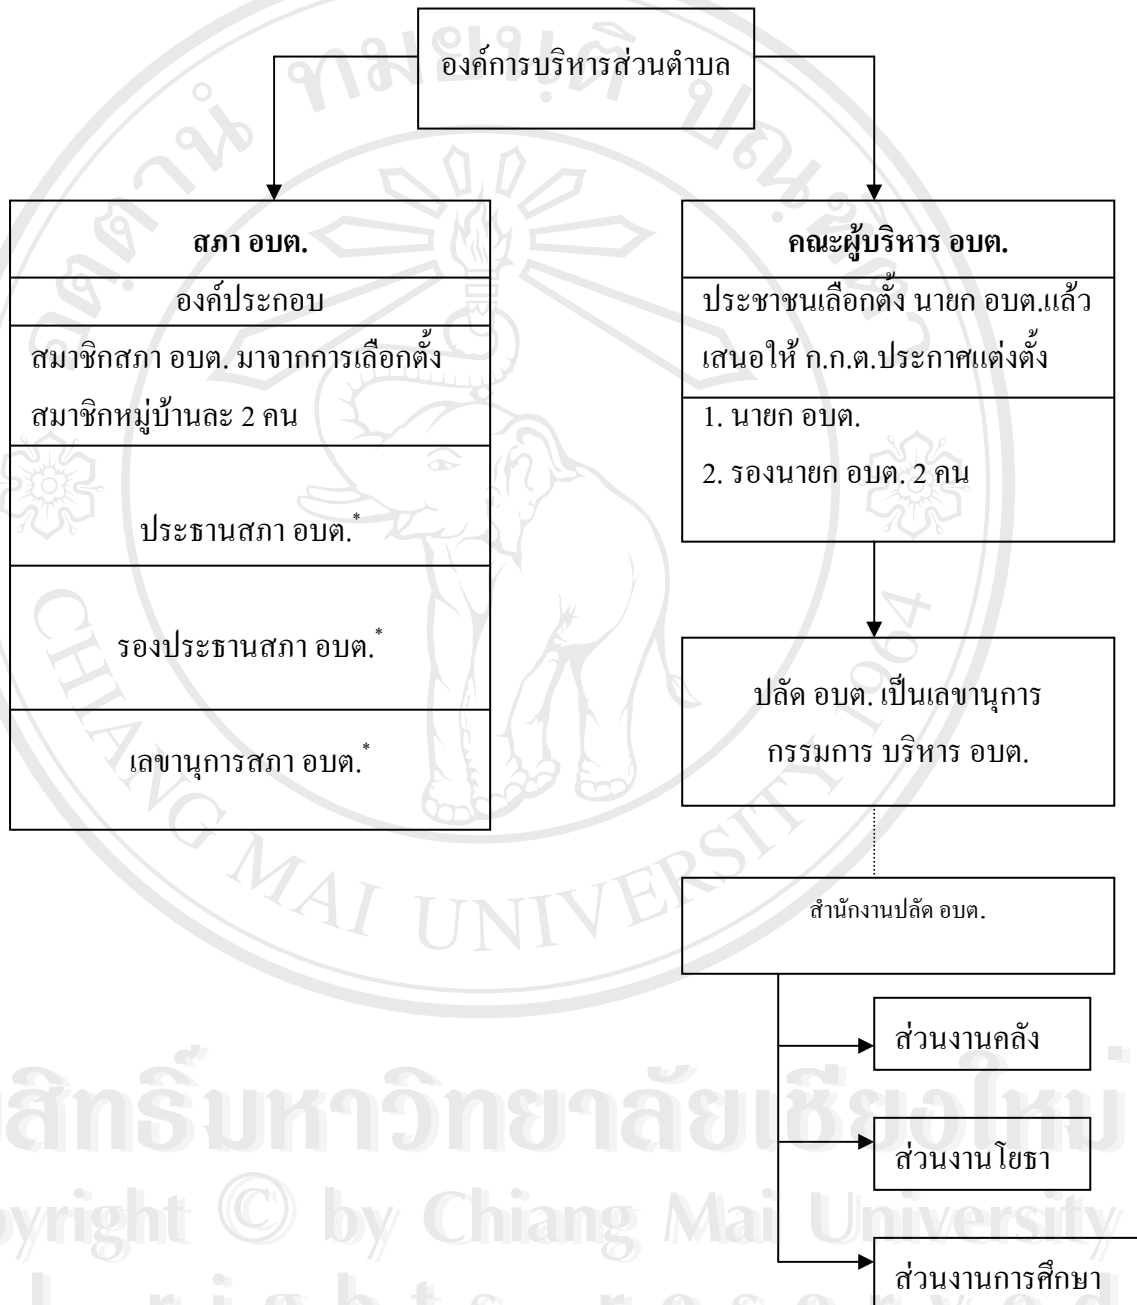 องค์การบริหารส่วนตำบล
สภา อบต.
องค์ประกอบ
สมาชิกสภา อบต. มาจากการเลือกตั้ง
สมาชิกหมู่บ้านละ 2 คน
ประธานสภา อบต.*
รองประธานสภา อบต.*
เลขานุการสภา อบต.*
คณะผู้บริหาร อบต.
ประชาชนเลือกตั้ง นายก อบต.แล้ว
เสนอให้ ก.ก.ต.ประกาศแต่งตั้ง
1. นายก อบต.
2. รองนายก อบต. 2 คน
ปลัด อบต. เป็นเลขานุการ
กรรมการ บริหาร อบต.
สำนักงานปลัด อบต.
ส่วนงานคลัง
ส่วนงานโยธา
ส่วนงานการศึกษา
CHIANG MAI UNIVERSITY 1964
สิทธิ์มหาวิทยาลัยเชียงใหม่
© by Chiang Mai University
rights reserved